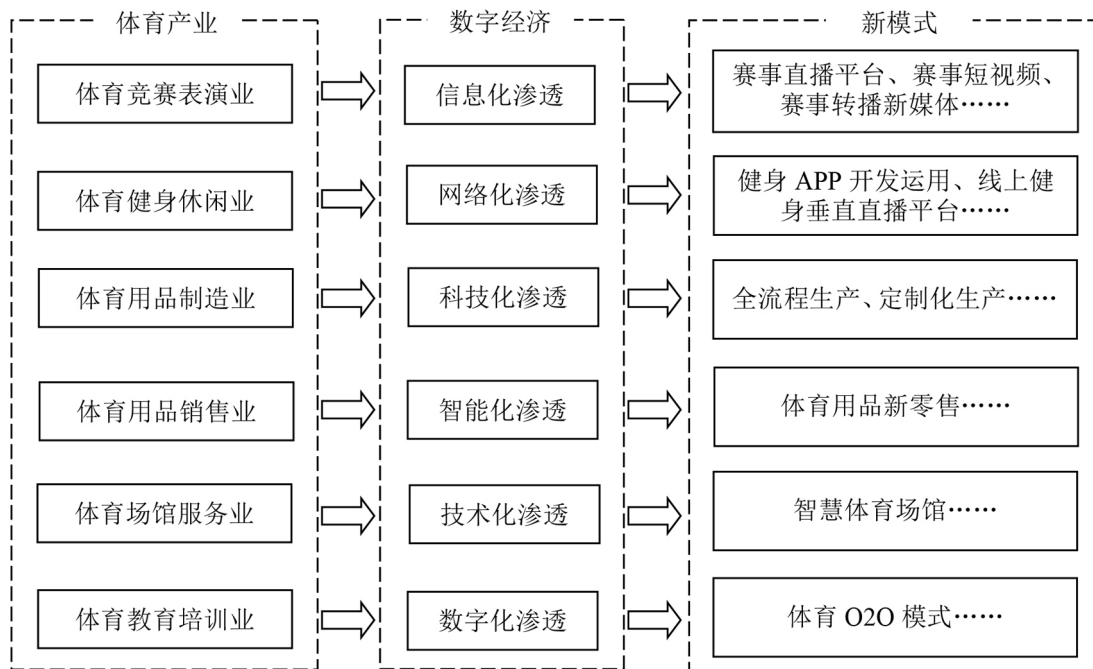 体育产业
数字经济
新模式
体育竞赛表演业
信息化渗透
赛事直播平台、赛事短视频、
赛事转播新媒体……
体育健身休闲业
网络化渗透
健身 APP 开发运用、线上健
身垂直直播平台……
体育用品制造业
科技化渗透
全流程生产、定制化生产……
体育用品销售业
智能化渗透
体育用品新零售……
体育场馆服务业
技术化渗透
智慧体育场馆……
体育教育培训业
数字化渗透
体育 O2O 模式……